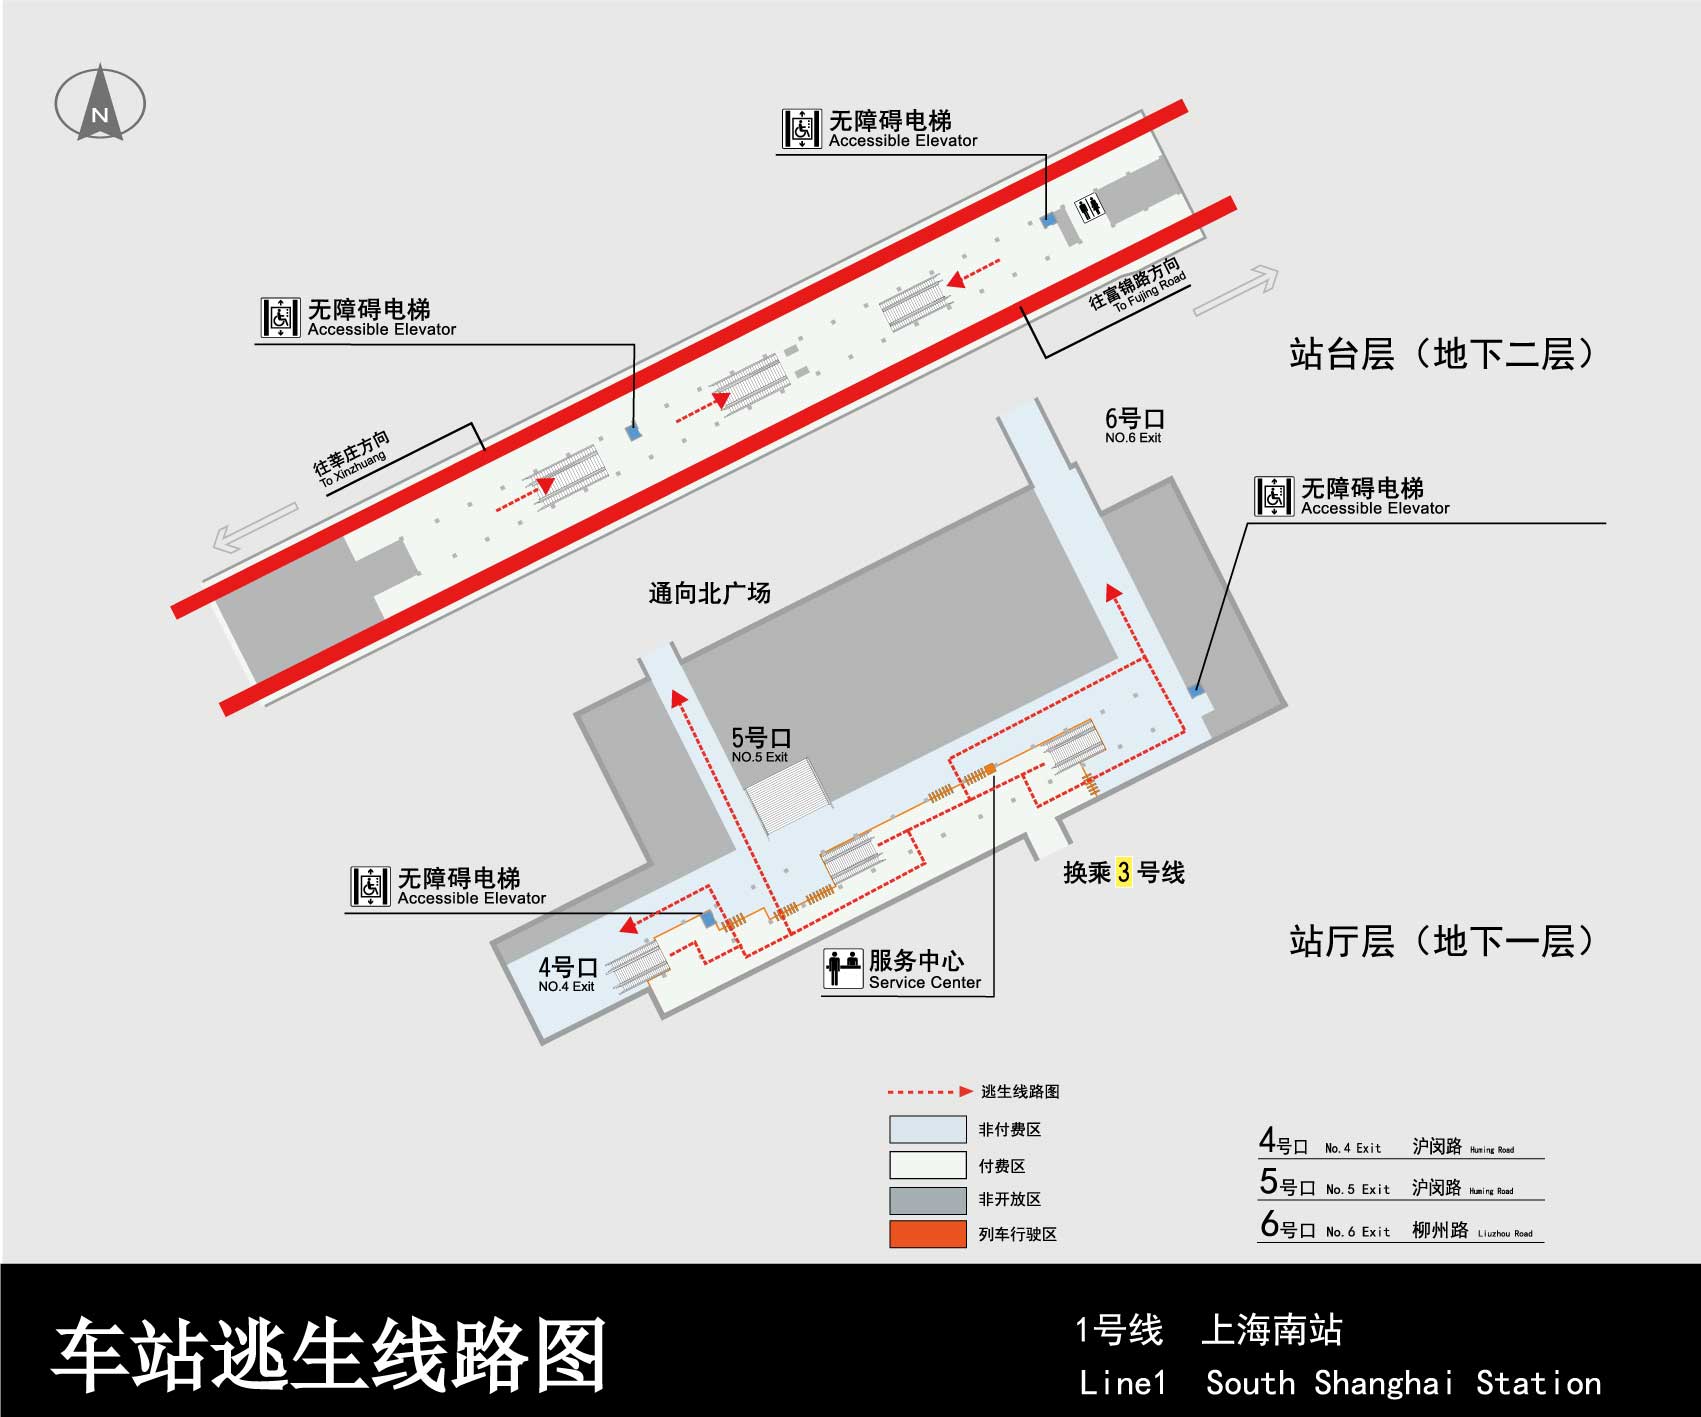 N
无障碍电梯
Accessible Elevator
无障碍电梯
Accessible Elevator
往富锦路方向
To Fujing Road
站台层（地下二层）
往莘庄方向
To Xinzhuang
6号口
NO.6 Exit
无障碍电梯
Accessible Elevator
通向北广场
5号口
NO.5 Exit
无障碍电梯
Accessible Elevator
换乘 3 号线
站厅层（地下一层）
4号口
NO.4 Exit
服务中心
Service Center
逃生线路图
非付费区
付费区
非开放区
列车行驶区
4号口 No.4 Exit 沪闵路 Huming Road
5号口 No.5 Exit 沪闵路 Huming Road
6号口 No.6 Exit 柳州路 Liuzhou Road
车站逃生线路图
1号线 上海南站
Line1 South Shanghai Station